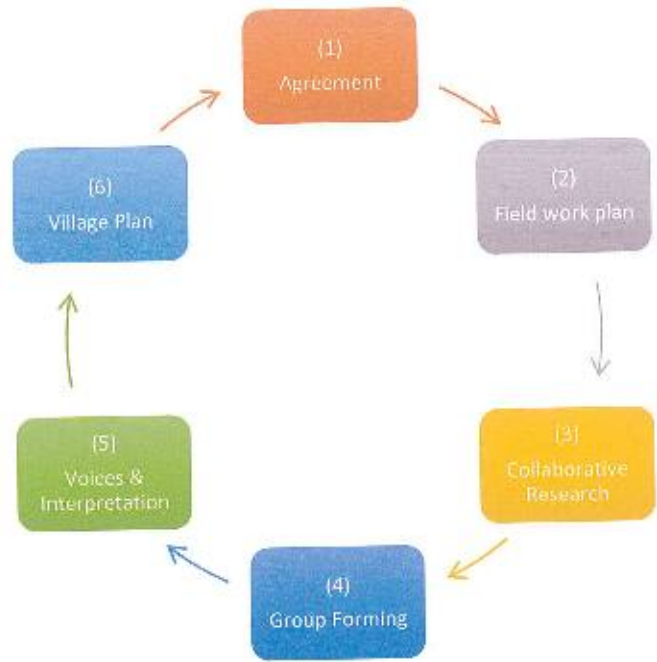 (1)
Agreement
(2)
Field work plan
(3)
Collaborative
Research
(4)
Group Forming
(5)
Voices &
Interpretation
(6)
Village Plan